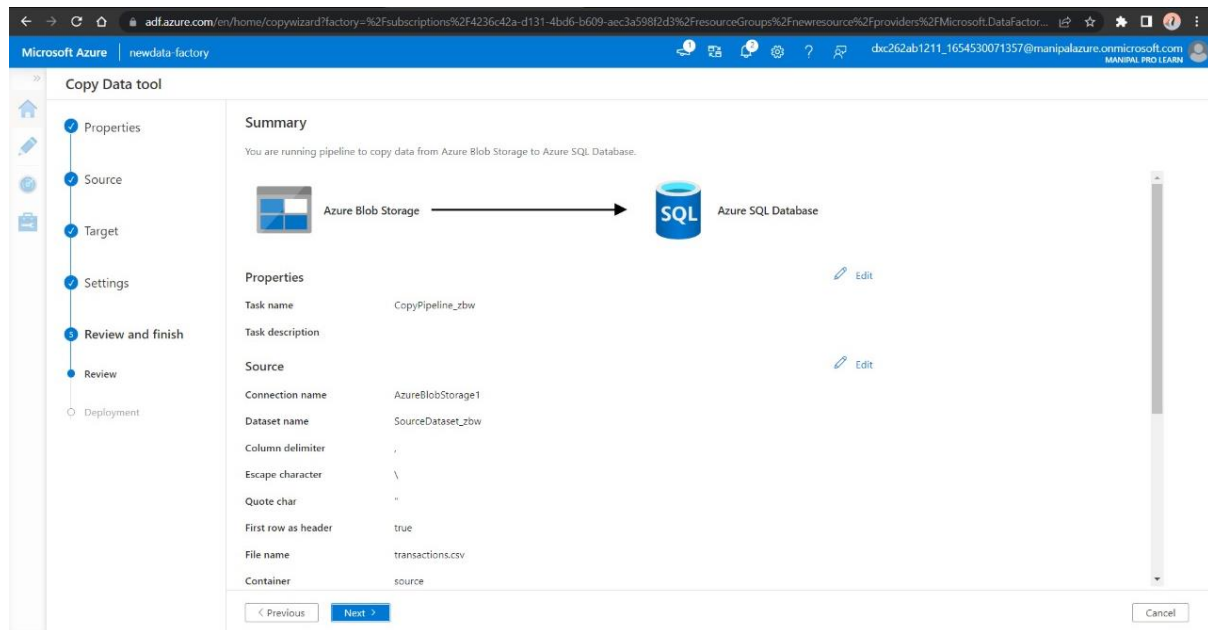 adf.azure.com/en/home/copywizard?factory=%2Fsubscriptions%2F4236c42a-d131-4bd6-b609-aec3a598f2d3%2FresourceGroups%2Fnewresource%2Fproviders%2FMicrosoft.DataFactor...
Microsoft Azure | newdata-factory
1
2
?
dxc262ab1211_1654530071357@manipalazure.onmicrosoft.com
MANIPAL PRO LEARN
»
Copy Data tool
Properties
Source
Target
Settings
5 Review and finish
Review
Deployment
Summary
You are running pipeline to copy data from Azure Blob Storage to Azure SQL Database.
Azure Blob Storage
SQL Azure SQL Database
Properties Edit
Task name CopyPipeline_zbw
Task description
Source Edit
Connection name AzureBlobStorage1
Dataset name SourceDataset_zbw
Column delimiter ,
Escape character \
Quote char "
First row as header true
File name transactions.csv
Container source
< Previous Next > Cancel